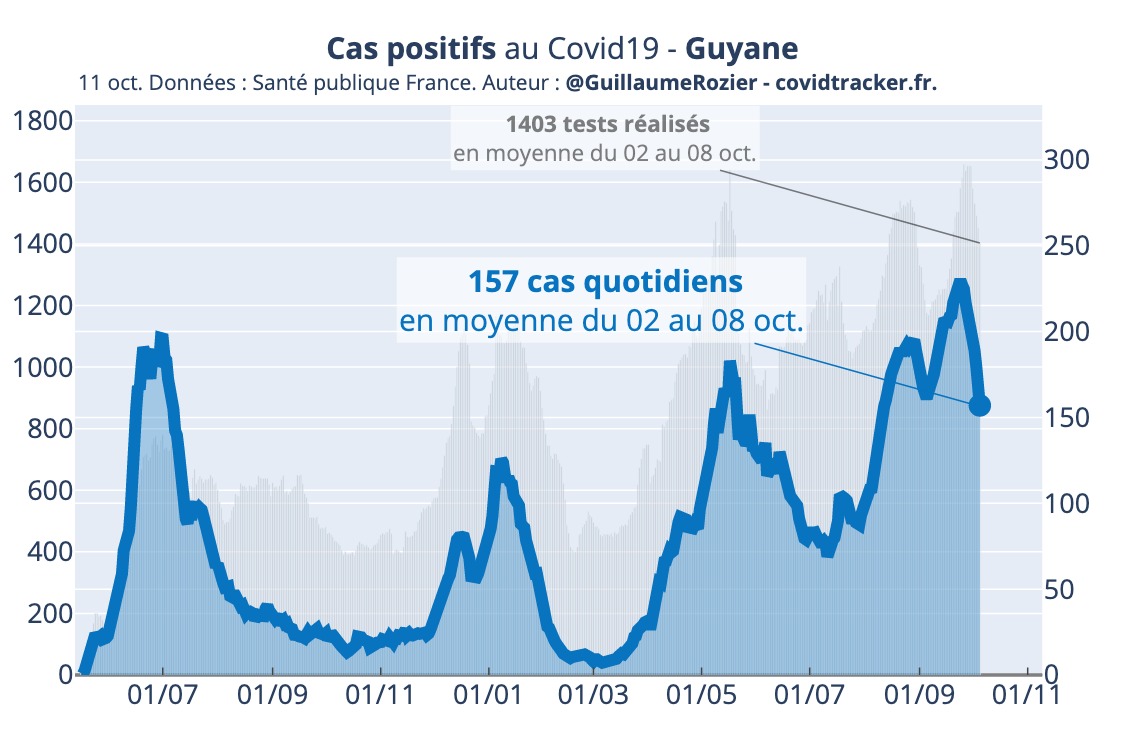 Cas positifs au Covid19 - Guyane
11 oct. Données : Santé publique France. Auteur : @GuillaumeRozier - covidtracker.fr.
1403 tests réalisés
en moyenne du 02 au 08 oct.
157 cas quotidiens
en moyenne du 02 au 08 oct.
1800
1600
1400
1200
1000
800
600
400
200
0
300
250
200
150
100
50
0
01/07 01/09 01/11 01/01 01/03 01/05 01/07 01/09 01/11